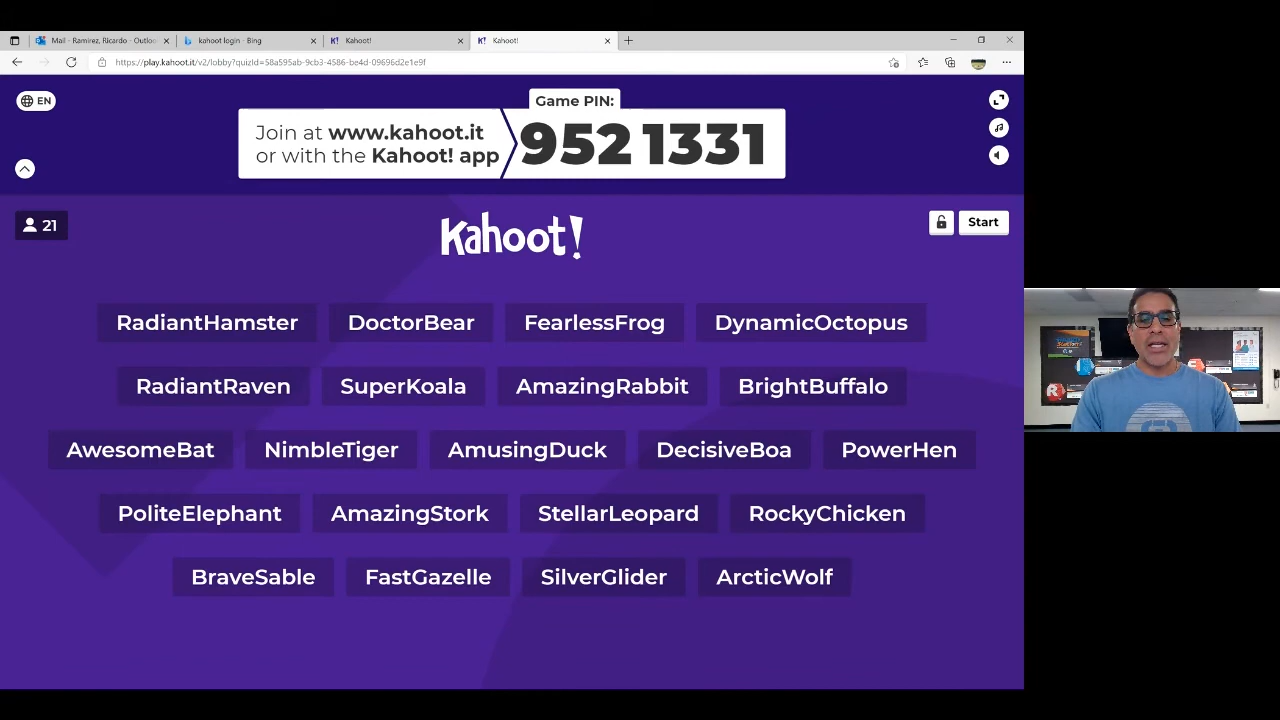 Mail - Ramirez, Ricardo - Outloo
kahoot login - Bing
K! Kahoot!
K! Kahoot!
https://play.kahoot.it/v2/lobby?quizId=58a595ab-9cb3-4586-be4d-09696d2e1e9f
EN
Game PIN:
Join at www.kahoot.it
or with the Kahoot! app
952 1331
21
Kahoot!
Start
RadiantHamster DoctorBear FearlessFrog DynamicOctopus
RadiantRaven SuperKoala AmazingRabbit BrightBuffalo
AwesomeBat NimbleTiger AmusingDuck DecisiveBoa PowerHen
PoliteElephant AmazingStork StellarLeopard RockyChicken
BraveSable FastGazelle SilverGlider ArcticWolf